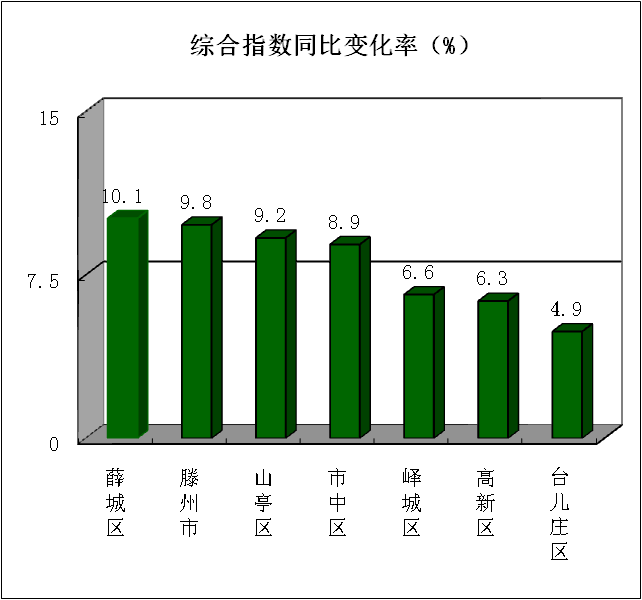 综合指数同比变化率（%）
15
7.5
0
10.1
9.8
9.2
8.9
6.6
6.3
4.9
薛城区
滕州市
山亭区
市中区
峄城区
高新区
台儿庄区